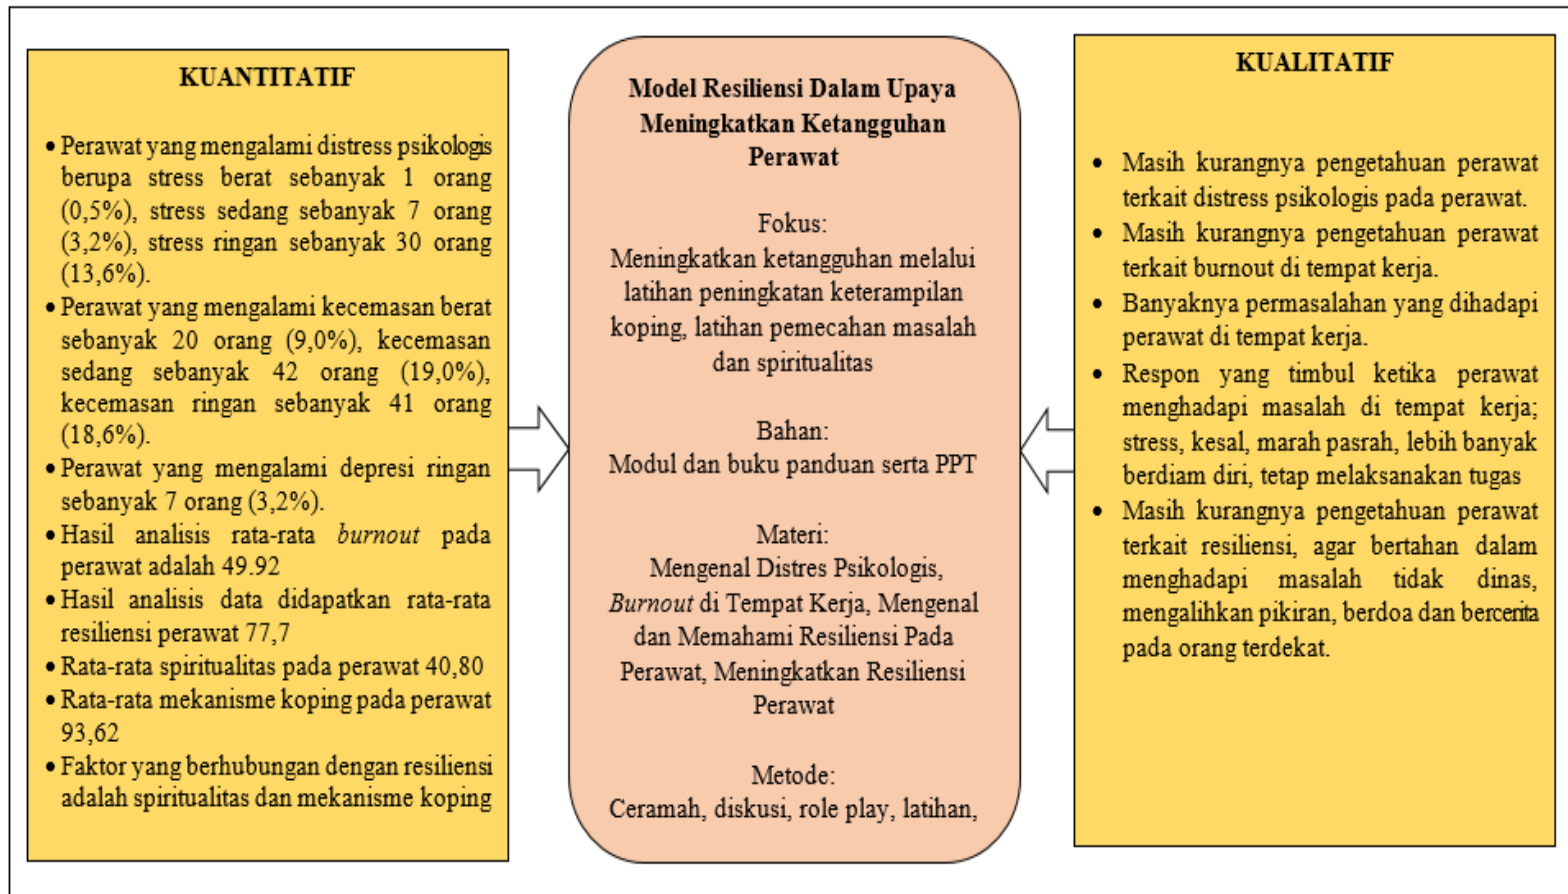 KUANTITATIF
• Perawat yang mengalami distress psikologis
berupa stress berat sebanyak 1 orang
(0,5%), stress sedang sebanyak 7 orang
(3,2%), stress ringan sebanyak 30 orang
(13,6%).
• Perawat yang mengalami kecemasan berat
sebanyak 20 orang (9,0%), kecemasan
sedang sebanyak 42 orang (19,0%),
kecemasan ringan sebanyak 41 orang
(18,6%).
• Perawat yang mengalami depresi ringan
sebanyak 7 orang (3,2%).
• Hasil analisis rata-rata burnout pada
perawat adalah 49.92
• Hasil analisis data didapatkan rata-rata
resiliensi perawat 77,7
• Rata-rata spiritualitas pada perawat 40,80
• Rata-rata mekanisme koping pada perawat
93,62
• Faktor yang berhubungan dengan resiliensi
adalah spiritualitas dan mekanisme koping
Model Resiliensi Dalam Upaya
Meningkatkan Ketangguhan
Perawat
Fokus:
Meningkatkan ketangguhan melalui
latihan peningkatan keterampilan
koping, latihan pemecahan masalah
dan spiritualitas
Bahan:
Modul dan buku panduan serta PPT
Materi:
Mengenal Distres Psikologis,
Burnout di Tempat Kerja, Mengenal
dan Memahami Resiliensi Pada
Perawat, Meningkatkan Resiliensi
Perawat
Metode:
Ceramah, diskusi, role play, latihan,
KUALITATIF
• Masih kurangnya pengetahuan perawat
terkait distress psikologis pada perawat.
• Masih kurangnya pengetahuan perawat
terkait burnout di tempat kerja.
• Banyaknya permasalahan yang dihadapi
perawat di tempat kerja.
• Respon yang timbul ketika perawat
menghadapi masalah di tempat kerja;
stress, kesal, marah pasrah, lebih banyak
berdiam diri, tetap melaksanakan tugas
• Masih kurangnya pengetahuan perawat
terkait resiliensi, agar bertahan dalam
menghadapi masalah tidak dinas,
mengalihkan pikiran, berdoa dan bercerita
pada orang terdekat.